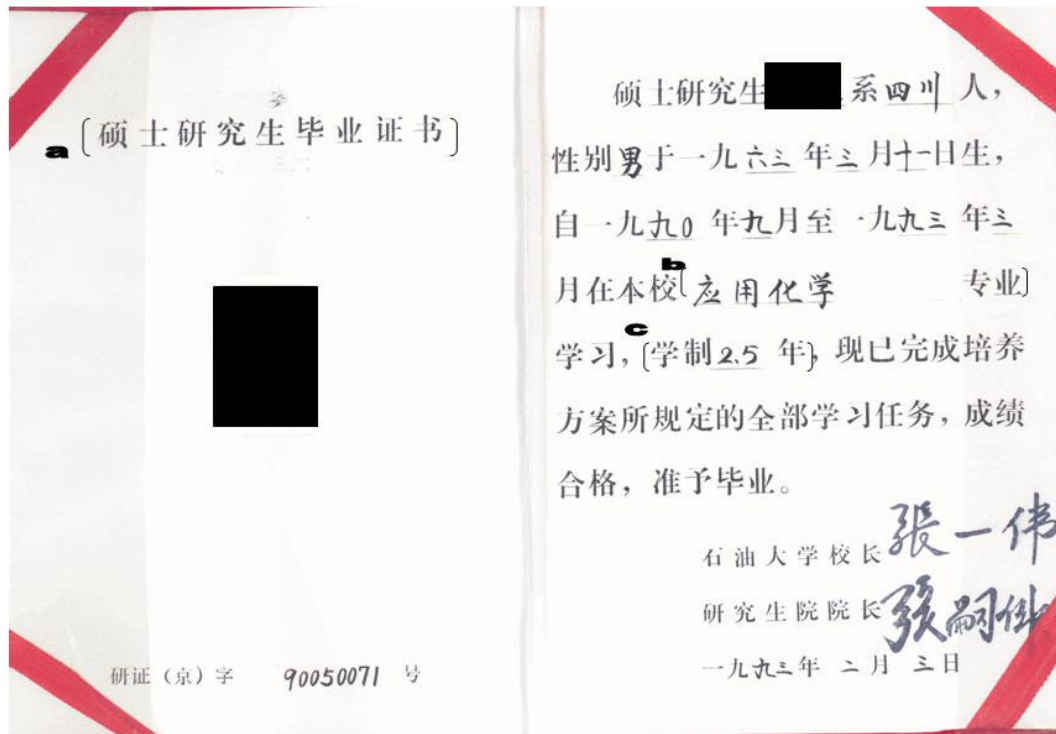 a [硕士研究生毕业证书]
研证（京）字 90050071 号
硕士研究生 系四川人，
性别男于一九六三年三月十一日生，
自一九九0年九月至一九九三年三
月在本校b[应用化学 专业]
学习，c[学制2.5年]，现已完成培养
方案所规定的全部学习任务，成绩
合格，准予毕业。
石油大学校长 張一伟
研究生院院长 張嗣伟
一九九三年二月三日